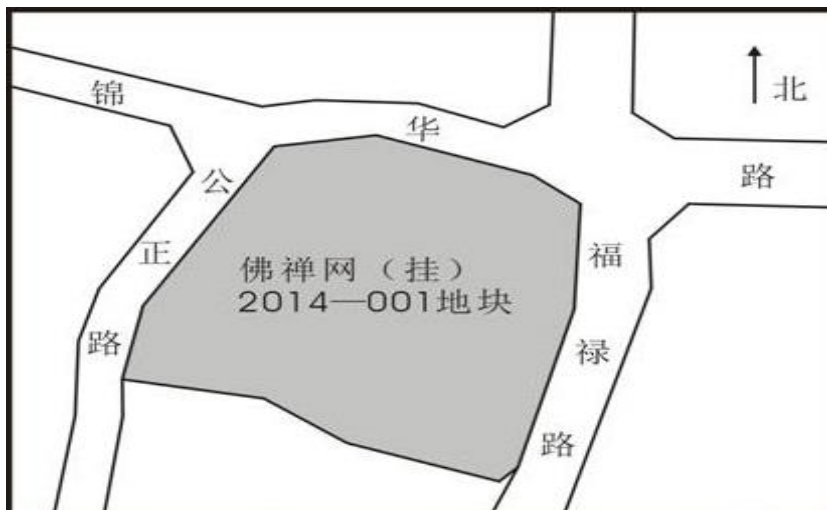 锦华路
北
公正路
福禄路
佛禅网（挂）
2014—001地块